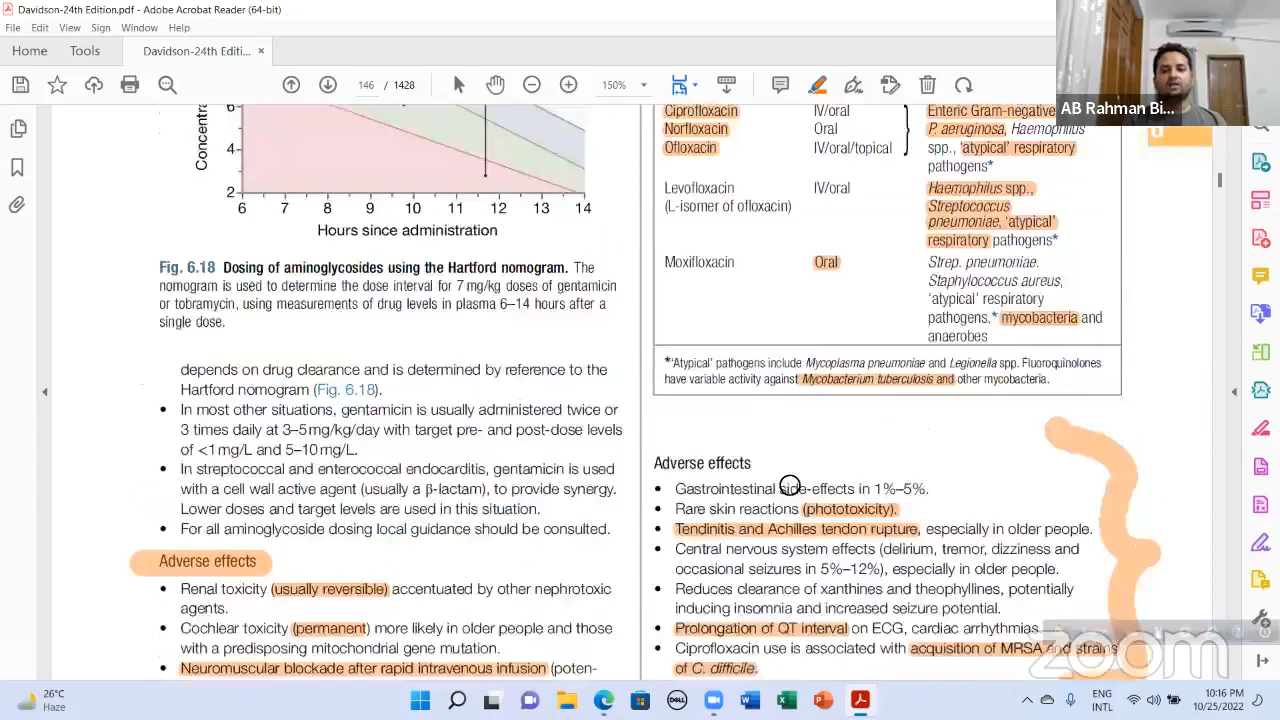 Davidson-24th Edition.pdf - Adobe Acrobat Reader (64-bit)
File Edit View Sign Window Help
Home Tools Davidson-24th Editi... ×
146 / 1428 150%
AB Rahman Bi...
6
4
2
6 7 8 9 10 11 12 13 14
Hours since administration
Fig. 6.18 Dosing of aminoglycosides using the Hartford nomogram. The
nomogram is used to determine the dose interval for 7 mg/kg doses of gentamicin
or tobramycin, using measurements of drug levels in plasma 6–14 hours after a
single dose.
depends on drug clearance and is determined by reference to the
Hartford nomogram (Fig. 6.18).
• In most other situations, gentamicin is usually administered twice or
3 times daily at 3–5 mg/kg/day with target pre- and post-dose levels
of <1 mg/L and 5–10 mg/L.
• In streptococcal and enterococcal endocarditis, gentamicin is used
with a cell wall active agent (usually a β-lactam), to provide synergy.
Lower doses and target levels are used in this situation.
• For all aminoglycoside dosing local guidance should be consulted.
Adverse effects
• Renal toxicity (usually reversible) accentuated by other nephrotoxic
agents.
• Cochlear toxicity (permanent) more likely in older people and those
with a predisposing mitochondrial gene mutation.
• Neuromuscular blockade after rapid intravenous infusion (poten-
Ciprofloxacin IV/oral Enteric Gram-negative
Norfloxacin Oral P. aeruginosa, Haemophilus
Ofloxacin IV/oral/topical spp., 'atypical' respiratory
pathogens*
Levofloxacin IV/oral Haemophilus spp.,
(L-isomer of ofloxacin) Streptococcus
pneumoniae, 'atypical'
respiratory pathogens*
Moxifloxacin Oral Strep. pneumoniae.
Staphylococcus aureus,
'atypical' respiratory
pathogens,* mycobacteria and
anaerobes
*'Atypical' pathogens include Mycoplasma pneumoniae and Legionella spp. Fluoroquinolones
have variable activity against Mycobacterium tuberculosis and other mycobacteria.
Adverse effects
• Gastrointestinal side-effects in 1%–5%.
• Rare skin reactions (phototoxicity).
• Tendinitis and Achilles tendon rupture, especially in older people.
• Central nervous system effects (delirium, tremor, dizziness and
occasional seizures in 5%–12%), especially in older people.
• Reduces clearance of xanthines and theophyllines, potentially
inducing insomnia and increased seizure potential.
• Prolongation of QT interval on ECG, cardiac arrhythmias
• Ciprofloxacin use is associated with acquisition of MRSA and strains
of C. difficile.
zoom
26°C
Haze
DELL
ENG
INTL
10:16 PM
10/25/2022